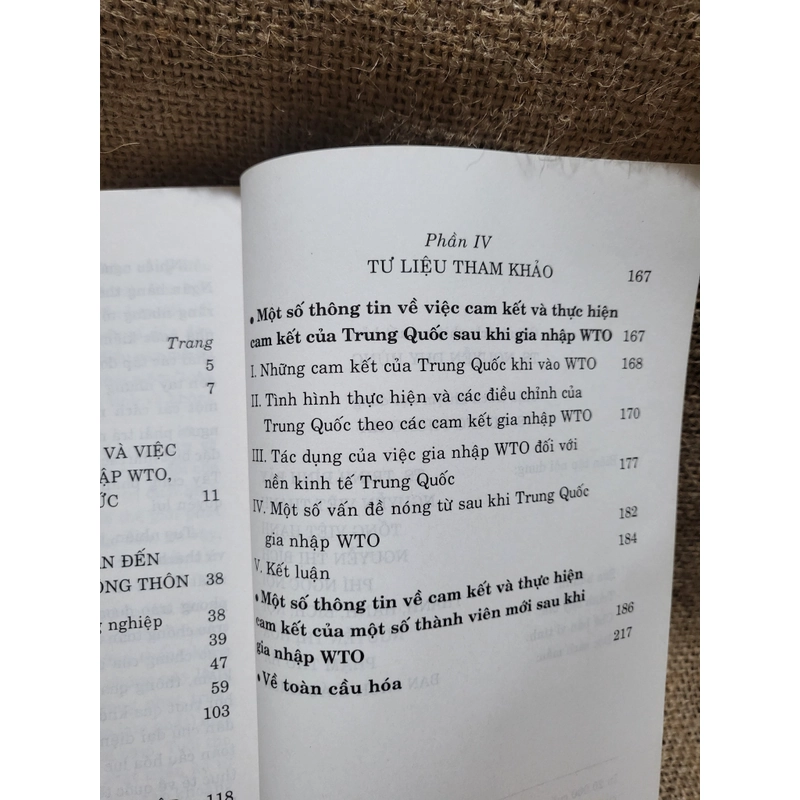 Trang
5
7
VÀ VIỆC
ẬP WTO,
ỨC 11
N ĐẾN
ÔNG THÔN 38
g nghiệp 38
39
47
59
103
118
Phần IV
TƯ LIỆU THAM KHẢO 167
• Một số thông tin về việc cam kết và thực hiện
cam kết của Trung Quốc sau khi gia nhập WTO 167
I. Những cam kết của Trung Quốc khi vào WTO 168
II. Tình hình thực hiện và các điều chỉnh của
Trung Quốc theo các cam kết gia nhập WTO 170
III. Tác dụng của việc gia nhập WTO đối với
nền kinh tế Trung Quốc 177
IV. Một số vấn đề nóng từ sau khi Trung Quốc
gia nhập WTO 182
V. Kết luận 184
• Một số thông tin về cam kết và thực hiện
cam kết của một số thành viên mới sau khi
gia nhập WTO 186
• Về toàn cầu hóa 217